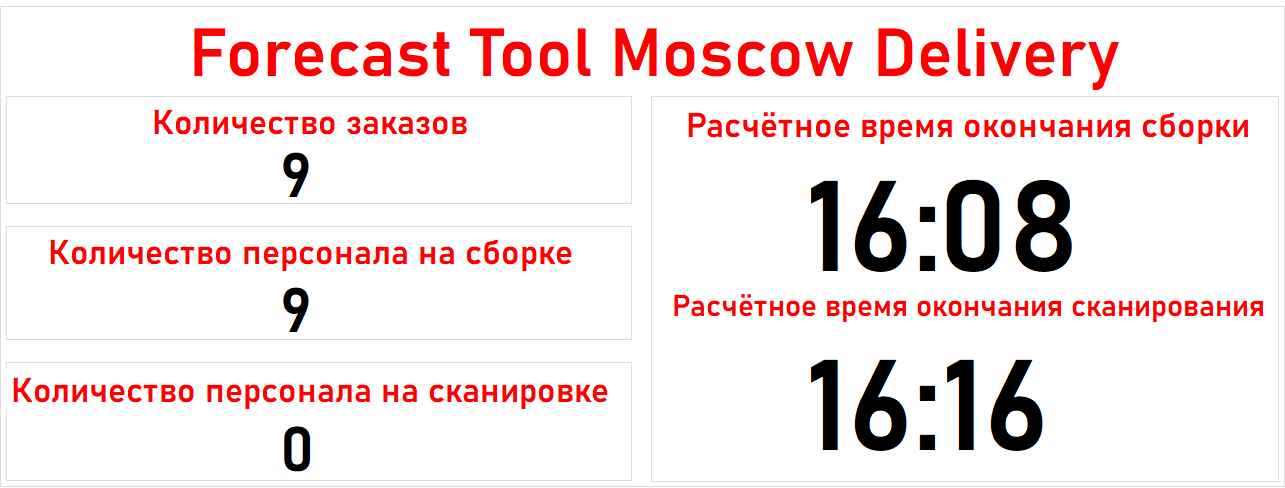 Forecast Tool Moscow Delivery
Количество заказов
9
Количество персонала на сборке
9
Количество персонала на сканировке
0
Расчётное время окончания сборки
16:08
Расчётное время окончания сканирования
16:16